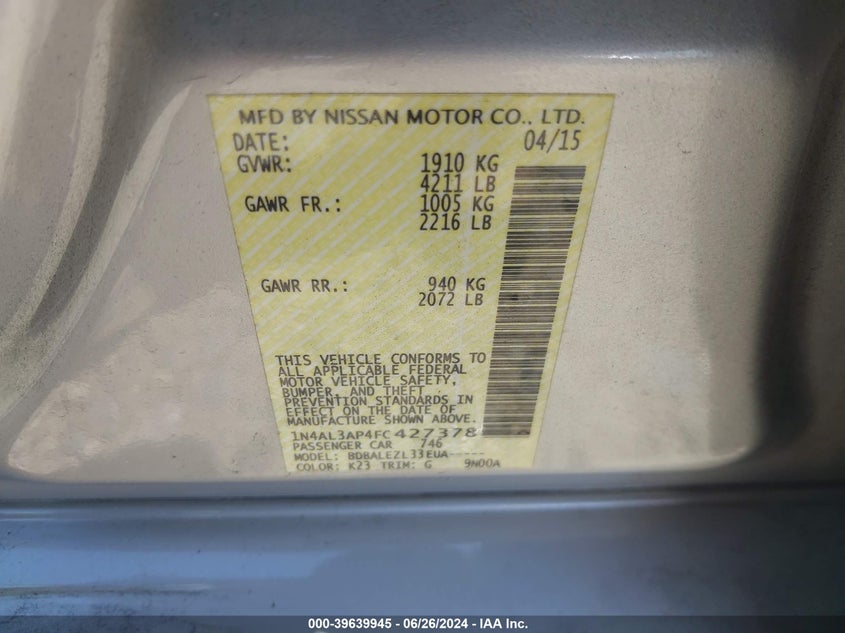 MFD BY NISSAN MOTOR CO., LTD.
DATE: 04/15
GVWR: 1910 KG
4211 LB
GAWR FR.: 1005 KG
2216 LB
GAWR RR.: 940 KG
2072 LB
THIS VEHICLE CONFORMS TO
ALL APPLICABLE FEDERAL
MOTOR VEHICLE SAFETY,
BUMPER, AND THEFT
PREVENTION STANDARDS IN
EFFECT ON THE DATE OF
MANUFACTURE SHOWN ABOVE.
1N4AL3AP4FC427378
PASSENGER CAR 746
MODEL: BDBALEZL33EUA-----
COLOR: K23 TRIM: G 9N00A
000-39639945 - 06/26/2024 - IAA Inc.